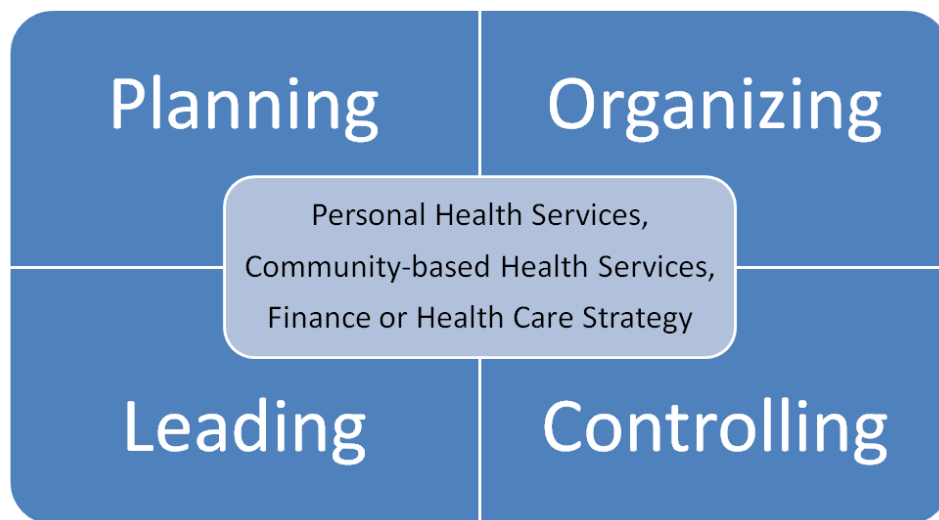 Planning
Organizing
Personal Health Services,
Community-based Health Services,
Finance or Health Care Strategy
Leading
Controlling